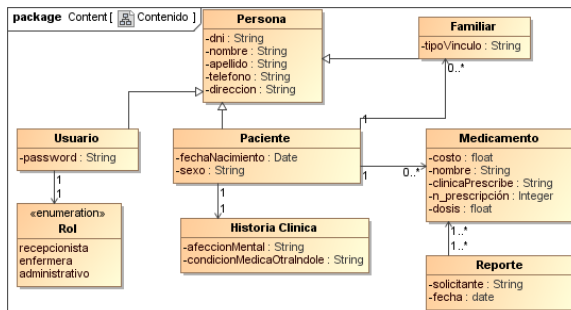 package Content [ Contenido ]
Persona
-dni : String
-nombre : String
-apellido : String
-telefono : String
-direccion : String
Familiar
-tipoVinculo : String
0..*
1
Usuario
-password : String
1
1
«enumeration»
Rol
recepcionista
enfermera
administrativo
Paciente
-fechaNacimiento : Date
-sexo : String
1
0..*
1
1
Historia Clinica
-afeccionMental : String
-condicionMedicaOtraIndole : String
Medicamento
-costo : float
-nombre : String
-clinicaPrescribe : String
-n_prescripción : Integer
-dosis : float
1..*
1..*
Reporte
-solicitante : String
-fecha : date